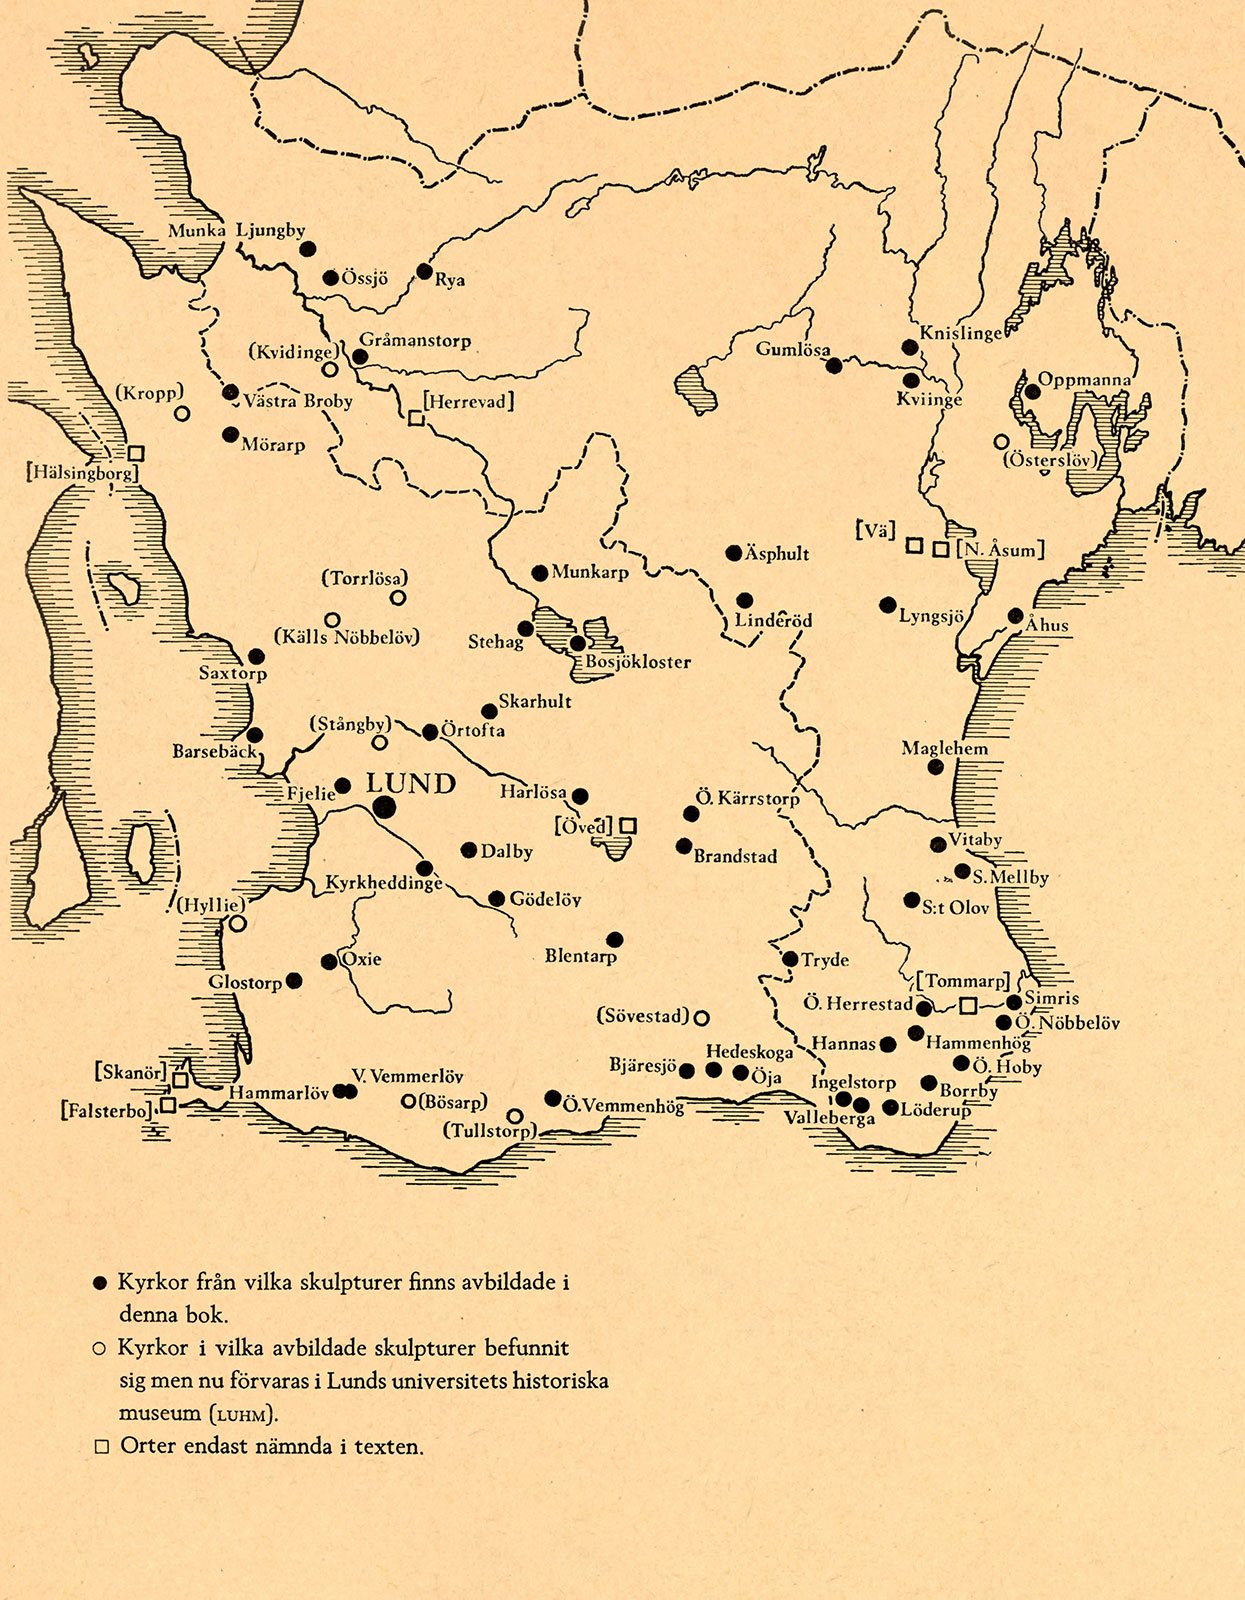 Munka Ljungby
Össjö
Rya
(Kvidinge)
Gråmanstorp
Knislinge
Gumlösa
(Kropp)
Västra Broby
[Herrevad]
Kviinge
Oppmanna
Mörarp
[Hälsingborg]
(Österslöv)
[Vä]
[N. Åsum]
Äsphult
Munkarp
(Torrlösa)
Linderöd
Lyngsjö
Åhus
(Källs Nöbbelöv)
Stehag
Bosjökloster
Saxtorp
Skarhult
(Stångby)
Örtofta
Barsebäck
Maglehem
LUND
Fjelie
Harlösa
Ö. Kärrstorp
[Öved]
Vitaby
Dalby
Brandstad
S. Mellby
Kyrkheddinge
Gödelöv
(Hyllie)
S:t Olov
Blentarp
Oxie
Tryde
Glostorp
[Tommarp]
Ö. Herrestad
Simris
(Sövestad)
Ö. Nöbbelöv
Hannas
Hammenhög
Hedeskoga
Bjäresjö
Öja
Ö. Hoby
[Skanör]
V. Vemmerlöv
Ingelstorp
Borrby
Hammarlöv
(Bösarp)
Ö.Vemmenhög
[Falsterbo]
Valleberga
Löderup
(Tullstorp)
Kyrkor från vilka skulpturer finns avbildade i
denna bok.
Kyrkor i vilka avbildade skulpturer befunnit
sig men nu förvaras i Lunds universitets historiska
museum (LUHM).
Orter endast nämnda i texten.